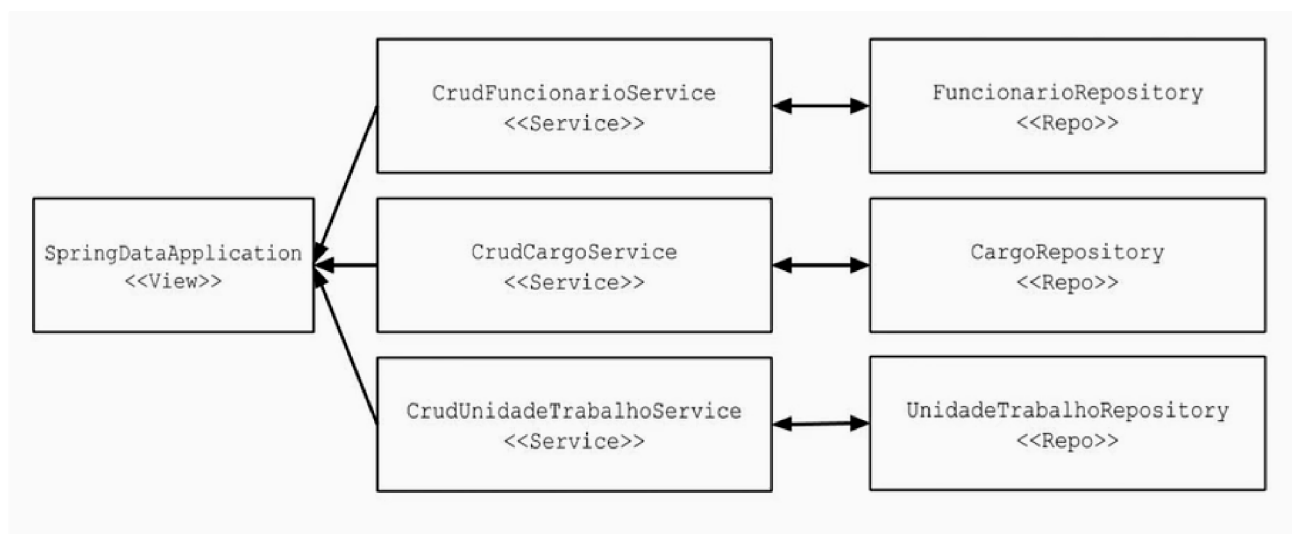 CrudFuncionarioService
<<Service>>
FuncionarioRepository
<<Repo>>
SpringDataApplication
<<View>>
CrudCargoService
<<Service>>
CargoRepository
<<Repo>>
CrudUnidadeTrabalhoService
<<Service>>
UnidadeTrabalhoRepository
<<Repo>>